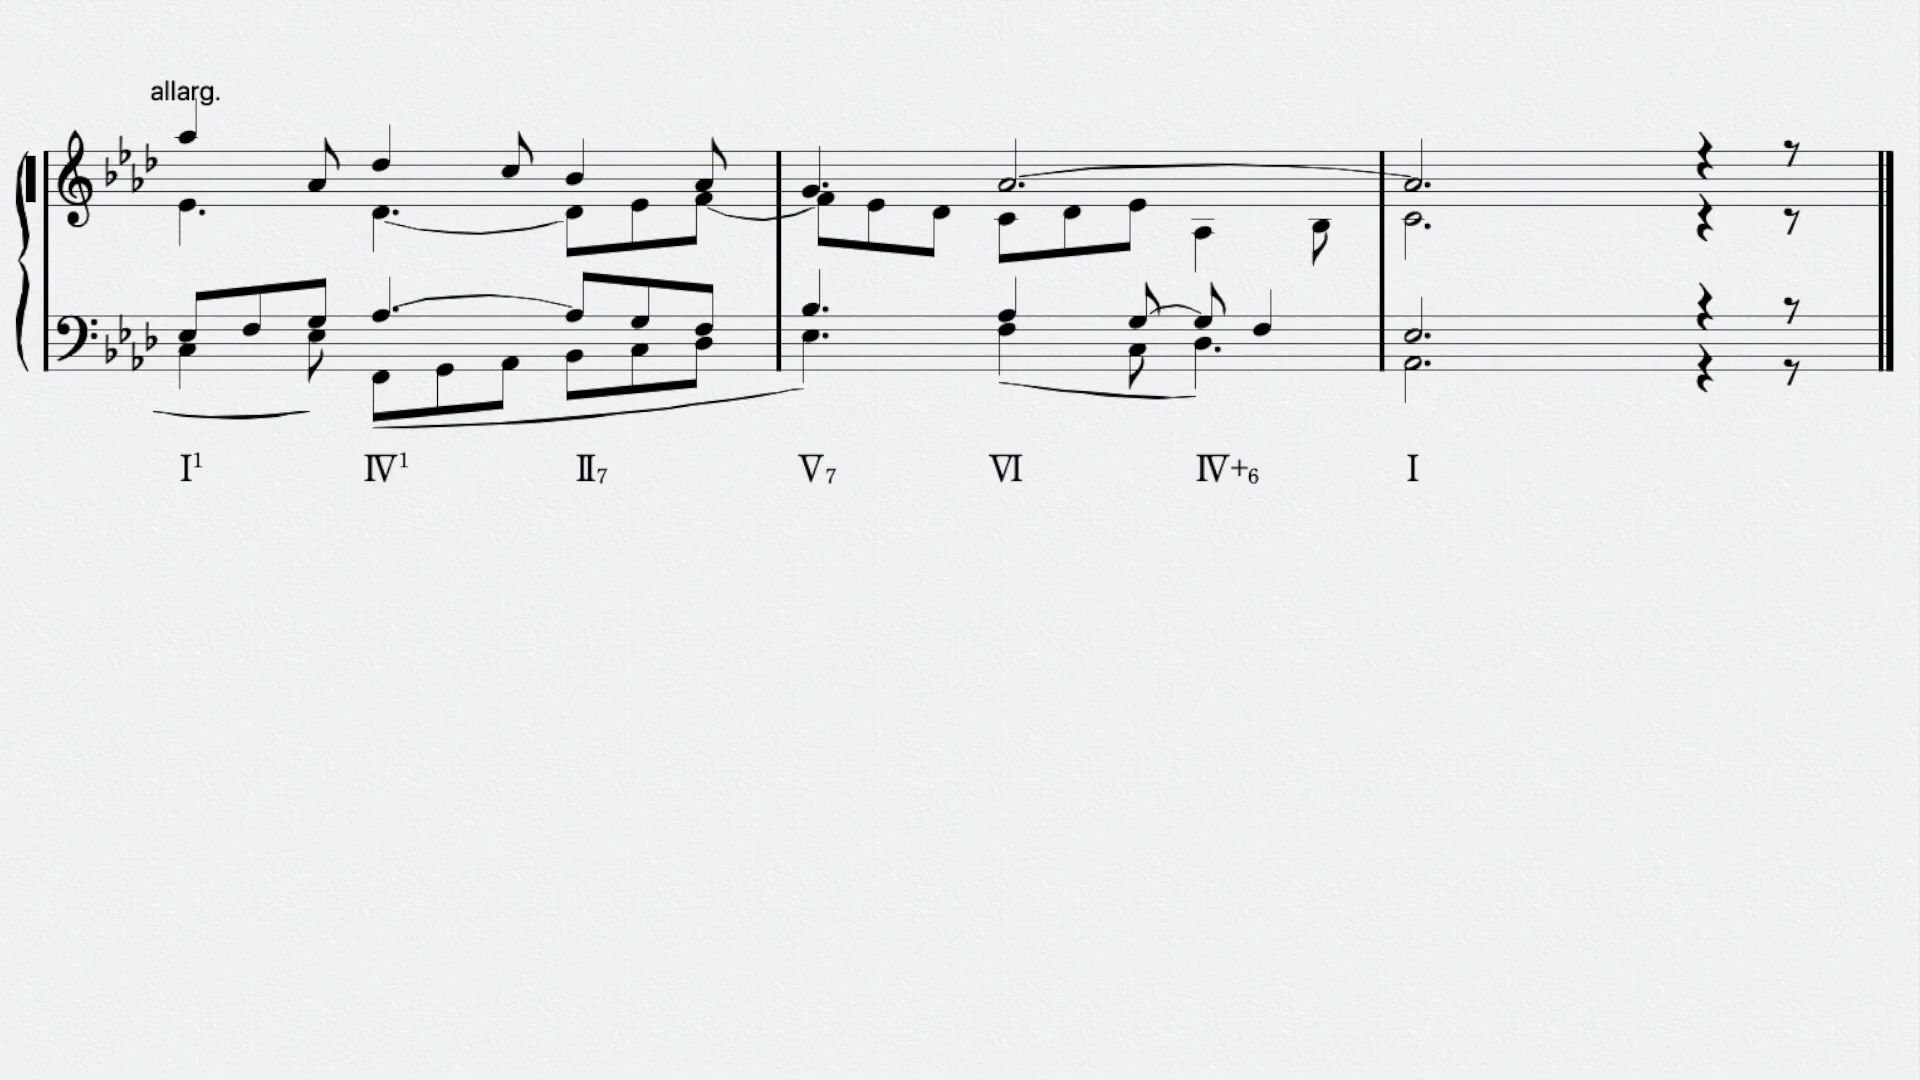 allarg.
I¹ IV¹ II₇ V₇ VI IV+₆ I